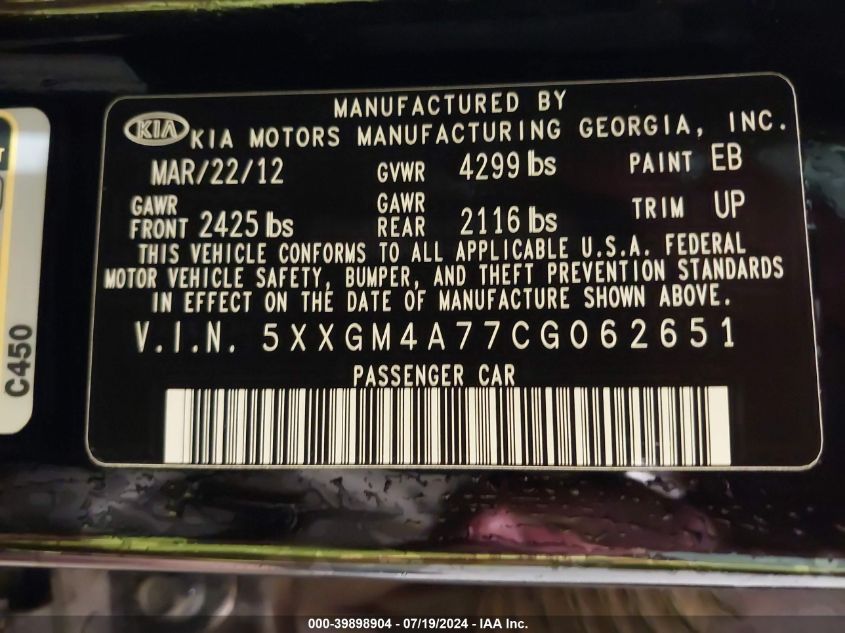 MANUFACTURED BY
KIA KIA MOTORS MANUFACTURING GEORGIA, INC.
MAR/22/12 GVWR 4299 lbs PAINT EB
GAWR FRONT 2425 lbs GAWR REAR 2116 lbs TRIM UP
THIS VEHICLE CONFORMS TO ALL APPLICABLE U.S.A. FEDERAL
MOTOR VEHICLE SAFETY, BUMPER, AND THEFT PREVENTION STANDARDS
IN EFFECT ON THE DATE OF MANUFACTURE SHOWN ABOVE.
V.I.N. 5XXGM4A77CG062651
PASSENGER CAR
C450
000-39898904 - 07/19/2024 - IAA Inc.